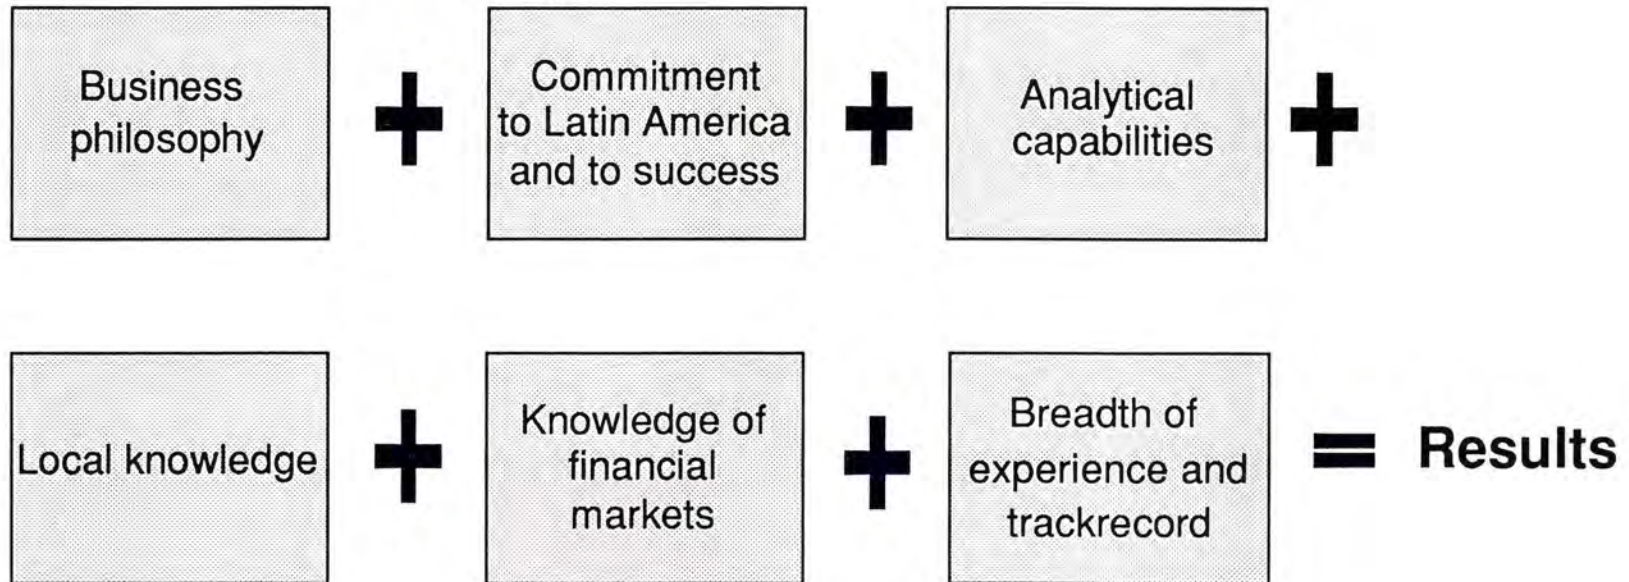 Business
philosophy
+
Commitment
to Latin America
and to success
+
Analytical
capabilities
+
Local knowledge
+
Knowledge of
financial
markets
+
Breadth of
experience and
trackrecord
= Results